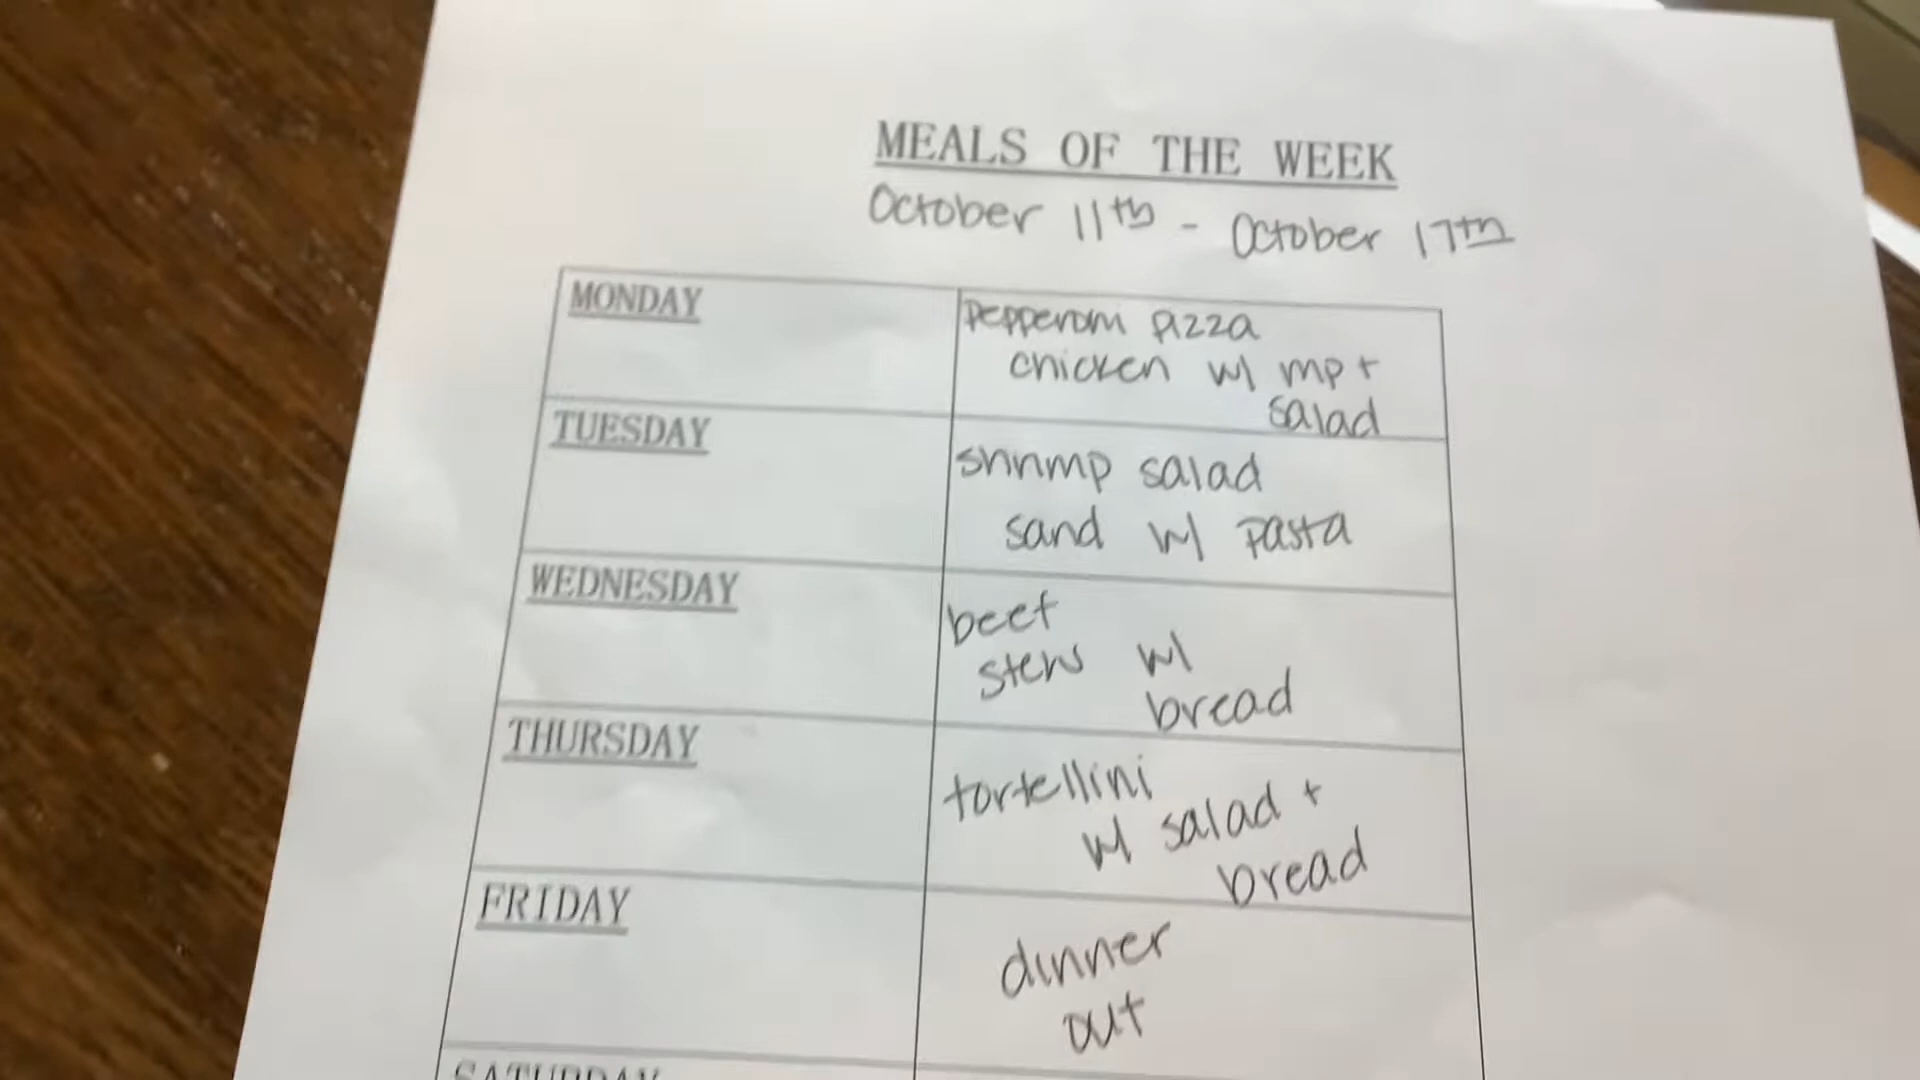 MEALS OF THE WEEK
October 11th - October 17th
MONDAY
Pepperoni pizza
chicken w/ mp +
salad
TUESDAY
shrimp salad
sand w/ pasta
WEDNESDAY
beef
stew w/
bread
THURSDAY
tortellini
w/ salad +
bread
FRIDAY
dinner
out
SATURDAY